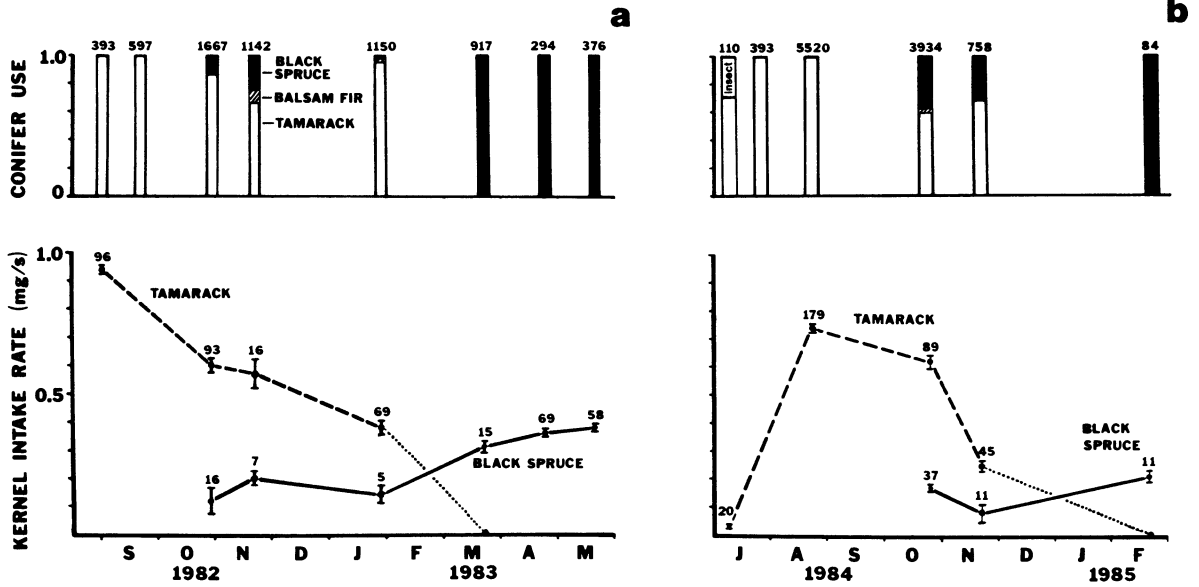 a
b
393 597 1667 1142 1150 917 294 376
110 393 5520 3934 758 84
CONIFER USE
1.0
0
BLACK
SPRUCE
BALSAM FIR
TAMARACK
insect
KERNEL INTAKE RATE (mg/s)
1.0
0.5
96
TAMARACK
93
16
69
15
69
58
16
7
5
BLACK SPRUCE
S O N D J F M A M
1982 1983
20
179
TAMARACK
89
45
37
11
11
BLACK
SPRUCE
J A S O N D J F
1984 1985